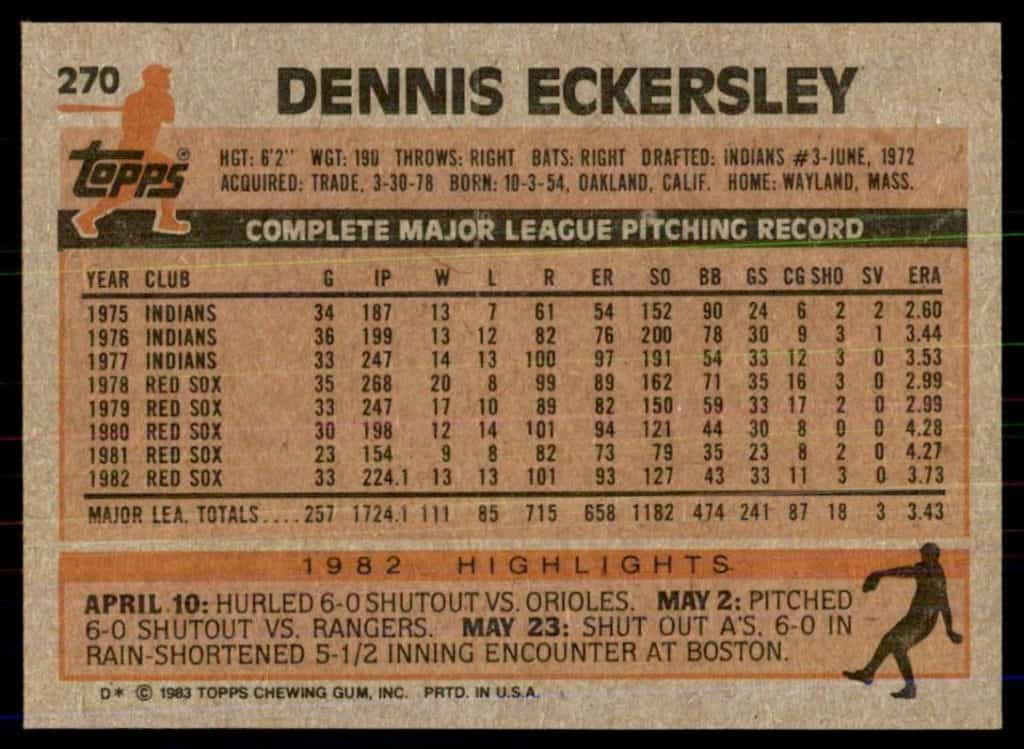 270 DENNIS ECKERSLEY
topps®
HGT: 6'2" WGT: 190 THROWS: RIGHT BATS: RIGHT DRAFTED: INDIANS #3-JUNE, 1972
ACQUIRED: TRADE, 3-30-78 BORN: 10-3-54, OAKLAND, CALIF. HOME: WAYLAND, MASS.
COMPLETE MAJOR LEAGUE PITCHING RECORD
YEAR CLUB G IP W L R ER SO BB GS CG SHO SV ERA
1975 INDIANS 34 187 13 7 61 54 152 90 24 6 2 2 2.60
1976 INDIANS 36 199 13 12 82 76 200 78 30 9 3 1 3.44
1977 INDIANS 33 247 14 13 100 97 191 54 33 12 3 0 3.53
1978 RED SOX 35 268 20 8 99 89 162 71 35 16 3 0 2.99
1979 RED SOX 33 247 17 10 89 82 150 59 33 17 2 0 2.99
1980 RED SOX 30 198 12 14 101 94 121 44 30 8 0 0 4.28
1981 RED SOX 23 154 9 8 82 73 79 35 23 8 2 0 4.27
1982 RED SOX 33 224.1 13 13 101 93 127 43 33 11 3 0 3.73
MAJOR LEA. TOTALS....257 1724.1 111 85 715 658 1182 474 241 87 18 3 3.43
1982 HIGHLIGHTS
APRIL 10: HURLED 6-0 SHUTOUT VS. ORIOLES. MAY 2: PITCHED
6-0 SHUTOUT VS. RANGERS. MAY 23: SHUT OUT A'S, 6-0 IN
RAIN-SHORTENED 5-1/2 INNING ENCOUNTER AT BOSTON.
D* © 1983 TOPPS CHEWING GUM, INC. PRTD. IN U.S.A.